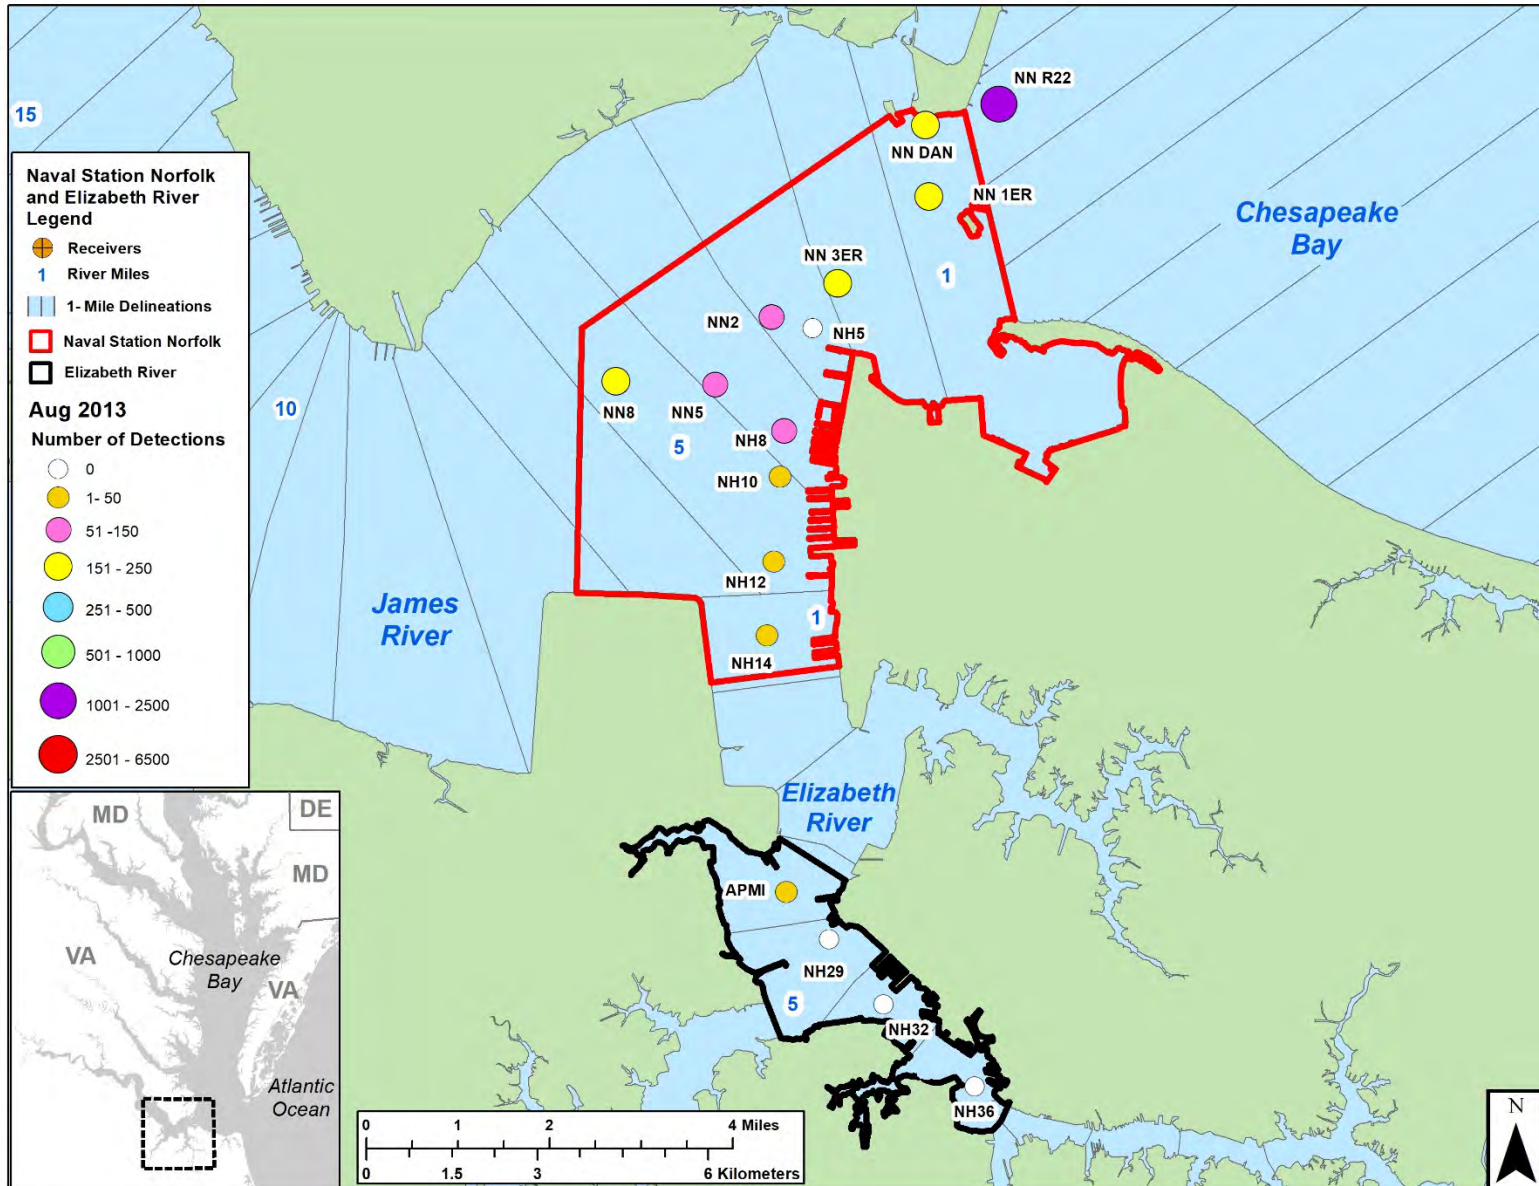 NN R22
15
Naval Station Norfolk
and Elizabeth River
Legend
Receivers
1 River Miles
1- Mile Delineations
Naval Station Norfolk
Elizabeth River
Aug 2013
Number of Detections
0
1- 50
51 -150
151 - 250
251 - 500
501 - 1000
1001 - 2500
2501 - 6500
NN DAN
NN 1ER
Chesapeake
Bay
NN 3ER
1
NN2
NH5
NN8
NN5
10
NH8
5
NH10
NH12
James
River
1
NH14
Elizabeth
River
APMI
NH29
5
NH32
NH36
MD
DE
MD
VA
Chesapeake
Bay
VA
Atlantic
Ocean
0 1 2 4 Miles
0 1.5 3 6 Kilometers
N